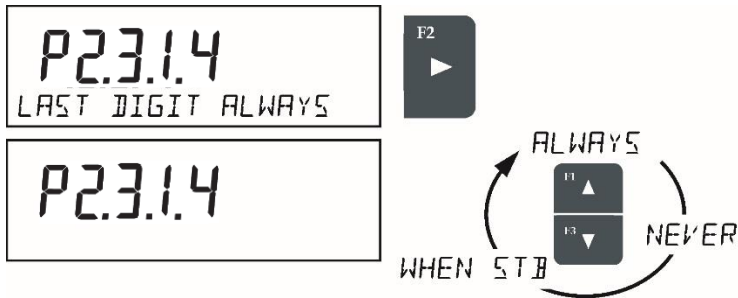 P2.3.1.4
LAST DIGIT ALWAYS
F2
P2.3.1.4
ALWAYS
F1
F3
NEVER
WHEN STB